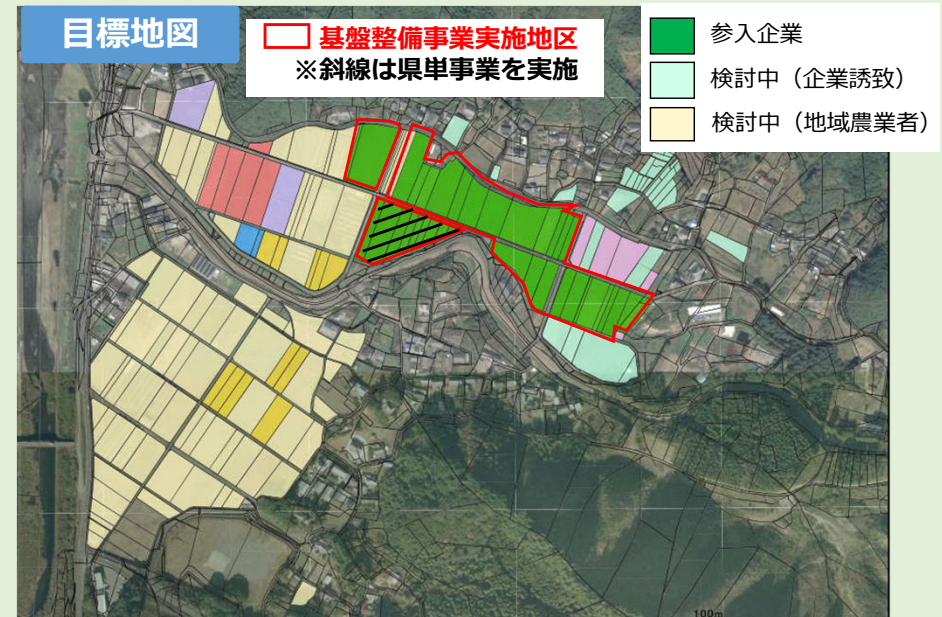 目標地図
基盤整備事業実施地区
※斜線は県単事業を実施
参入企業
検討中（企業誘致）
検討中（地域農業者）
100m